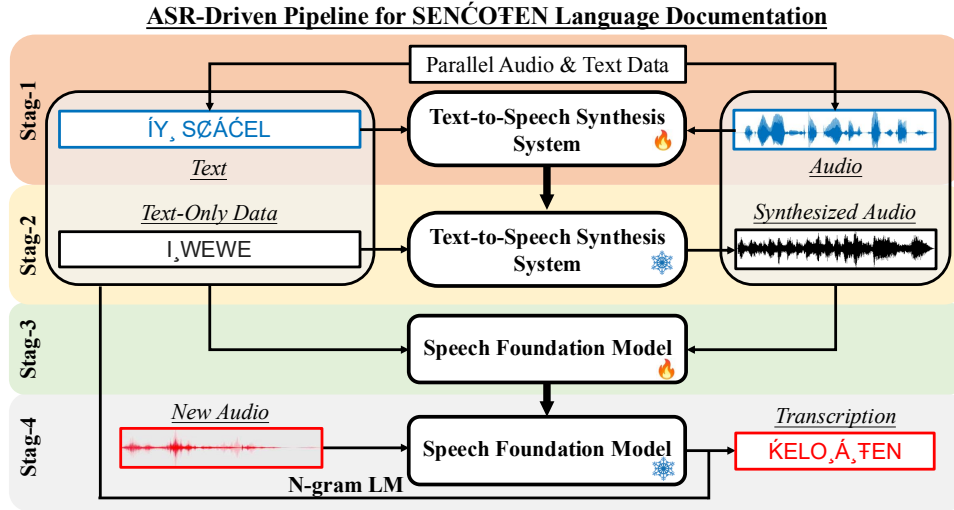 ASR-Driven Pipeline for SENĆOŦEN Language Documentation
Stag-1
Parallel Audio & Text Data
ÍY¸ SȻÁĆEL
Text
Text-to-Speech Synthesis
System
Audio
Stag-2
Text-Only Data
I¸WEWE
Text-to-Speech Synthesis
System
Synthesized Audio
Stag-3
Speech Foundation Model
Stag-4
New Audio
Speech Foundation Model
Transcription
ḰELO¸Á¸ŦEN
N-gram LM